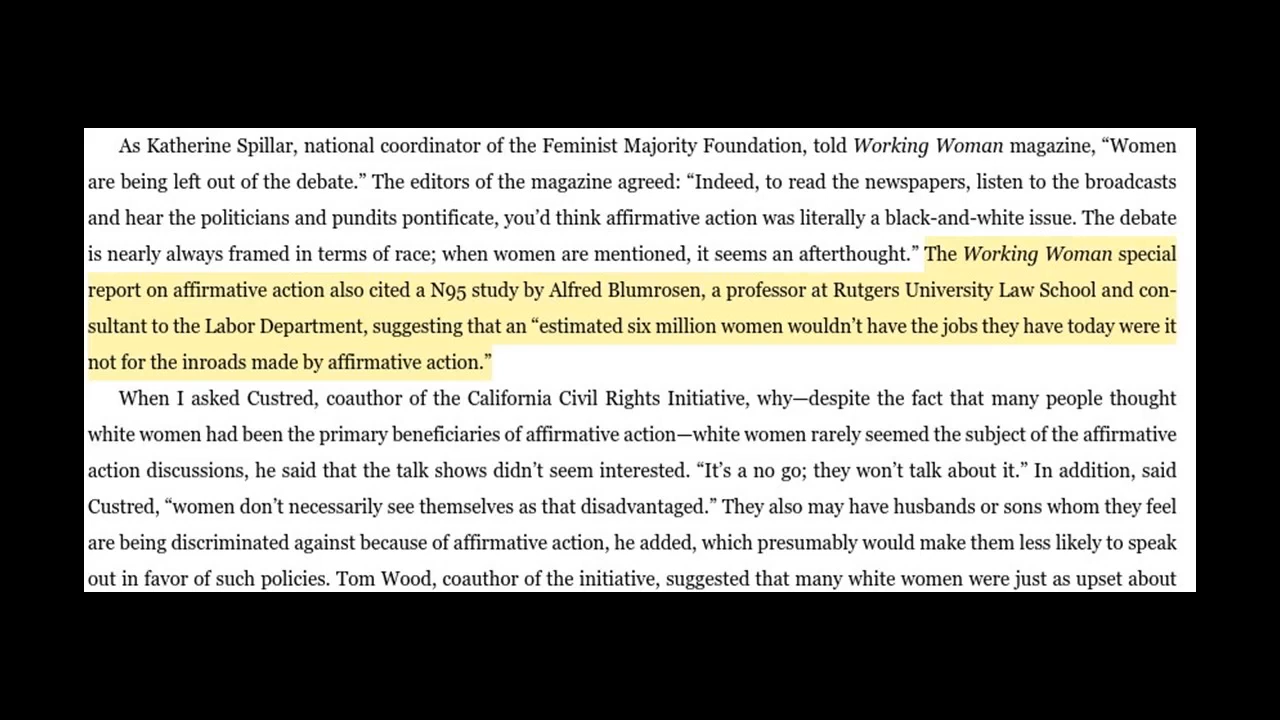 As Katherine Spillar, national coordinator of the Feminist Majority Foundation, told Working Woman magazine, “Women
are being left out of the debate.” The editors of the magazine agreed: “Indeed, to read the newspapers, listen to the broadcasts
and hear the politicians and pundits pontificate, you’d think affirmative action was literally a black-and-white issue. The debate
is nearly always framed in terms of race; when women are mentioned, it seems an afterthought.” The Working Woman special
report on affirmative action also cited a N95 study by Alfred Blumrosen, a professor at Rutgers University Law School and con-
sultant to the Labor Department, suggesting that an “estimated six million women wouldn’t have the jobs they have today were it
not for the inroads made by affirmative action.”
When I asked Custred, coauthor of the California Civil Rights Initiative, why—despite the fact that many people thought
white women had been the primary beneficiaries of affirmative action—white women rarely seemed the subject of the affirmative
action discussions, he said that the talk shows didn’t seem interested. “It’s a no go; they won’t talk about it.” In addition, said
Custred, “women don’t necessarily see themselves as that disadvantaged.” They also may have husbands or sons whom they feel
are being discriminated against because of affirmative action, he added, which presumably would make them less likely to speak
out in favor of such policies. Tom Wood, coauthor of the initiative, suggested that many white women were just as upset about